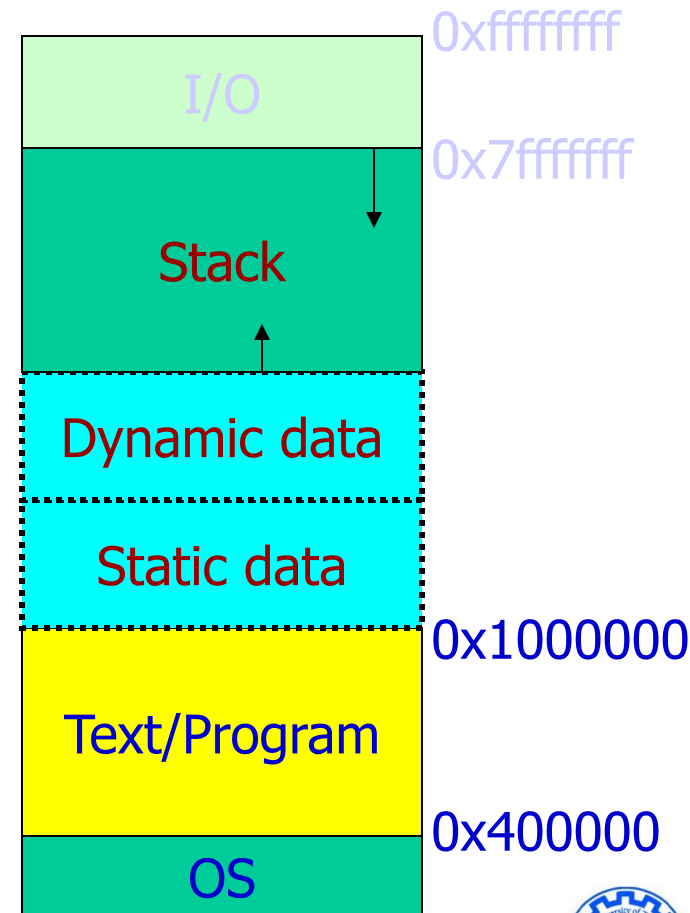 0xffffffff
I/O
0x7fffffff
Stack
Dynamic data
Static data
0x1000000
Text/Program
0x400000
OS